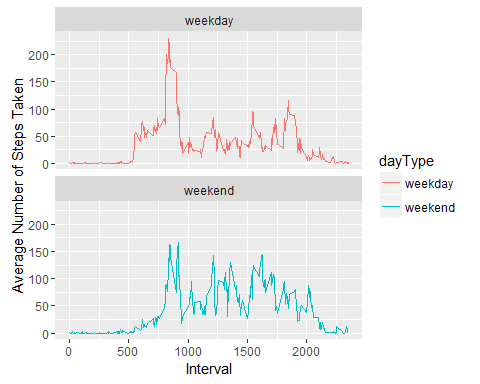 weekday
200
150
100
50
0
weekend
200
150
100
50
0
0
500
1000
1500
2000
Interval
Average Number of Steps Taken
dayType
weekday
weekend